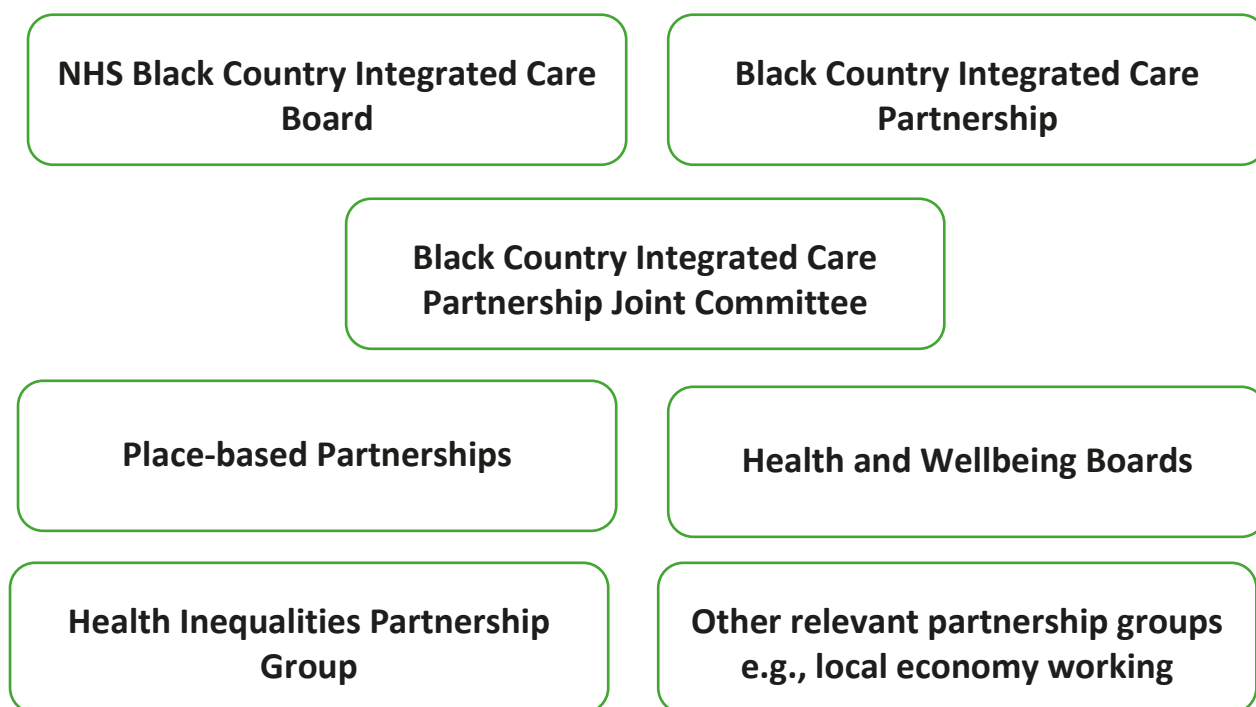 NHS Black Country Integrated Care
Board
Black Country Integrated Care
Partnership
Black Country Integrated Care
Partnership Joint Committee
Place-based Partnerships
Health and Wellbeing Boards
Health Inequalities Partnership
Group
Other relevant partnership groups
e.g., local economy working